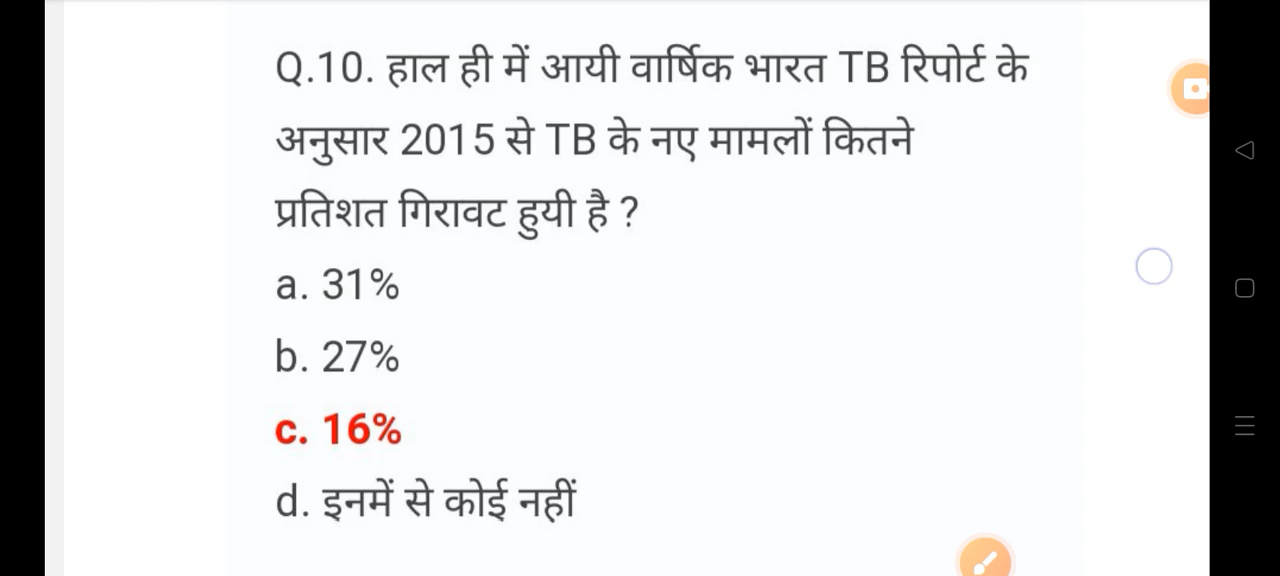 Q.10. हाल ही में आयी वार्षिक भारत TB रिपोर्ट के
अनुसार 2015 से TB के नए मामलों कितने
प्रतिशत गिरावट हुयी है ?
a. 31%
b. 27%
c. 16%
d. इनमें से कोई नहीं